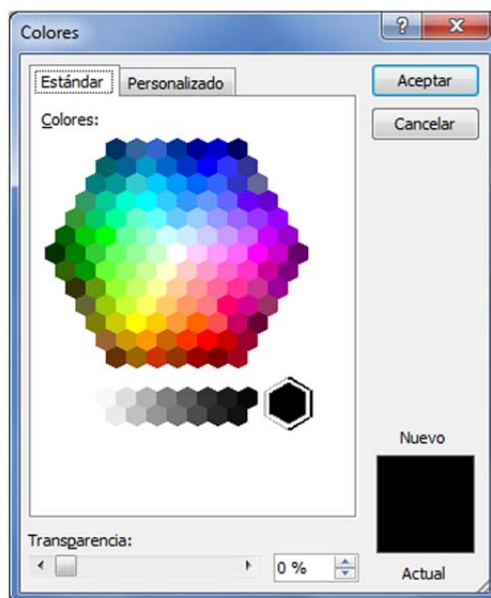 Colores
Estándar
Personalizado
Aceptar
Cancelar
Colores:
Nuevo
Transparencia:
0 %
Actual